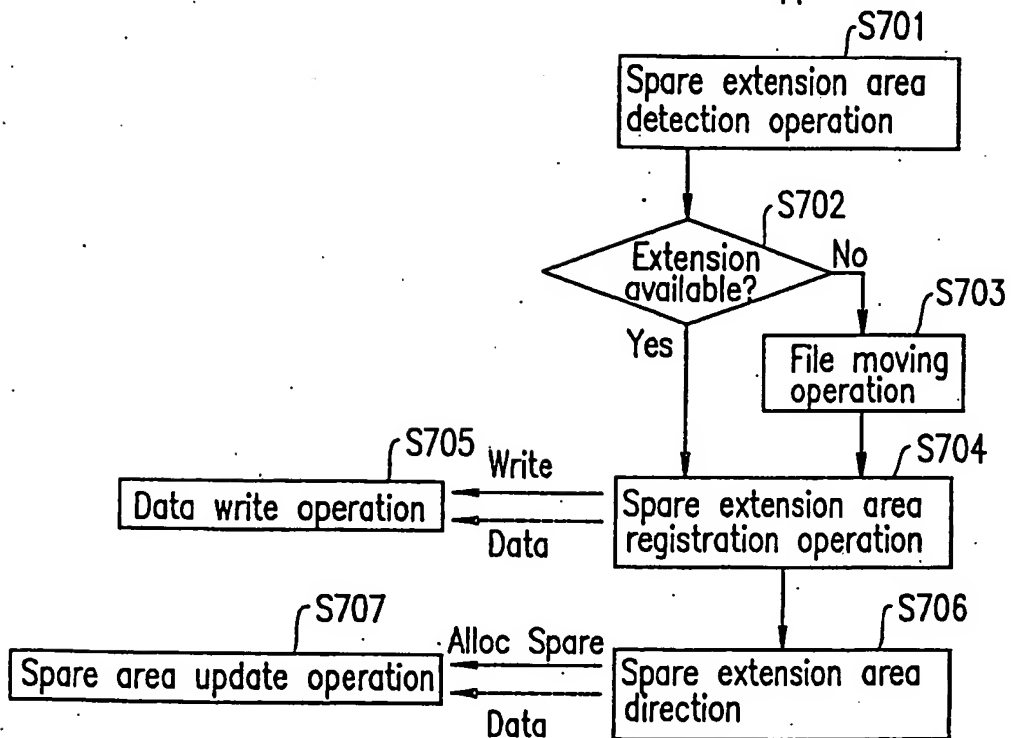 S701
Spare extension area
detection operation
S702
Extension
available?
No
Yes
S703
File moving
operation
S704
Spare extension area
registration operation
S705
Write
Data write operation
Data
S706
Spare extension area
direction
S707
Alloc Spare
Spare area update operation
Data